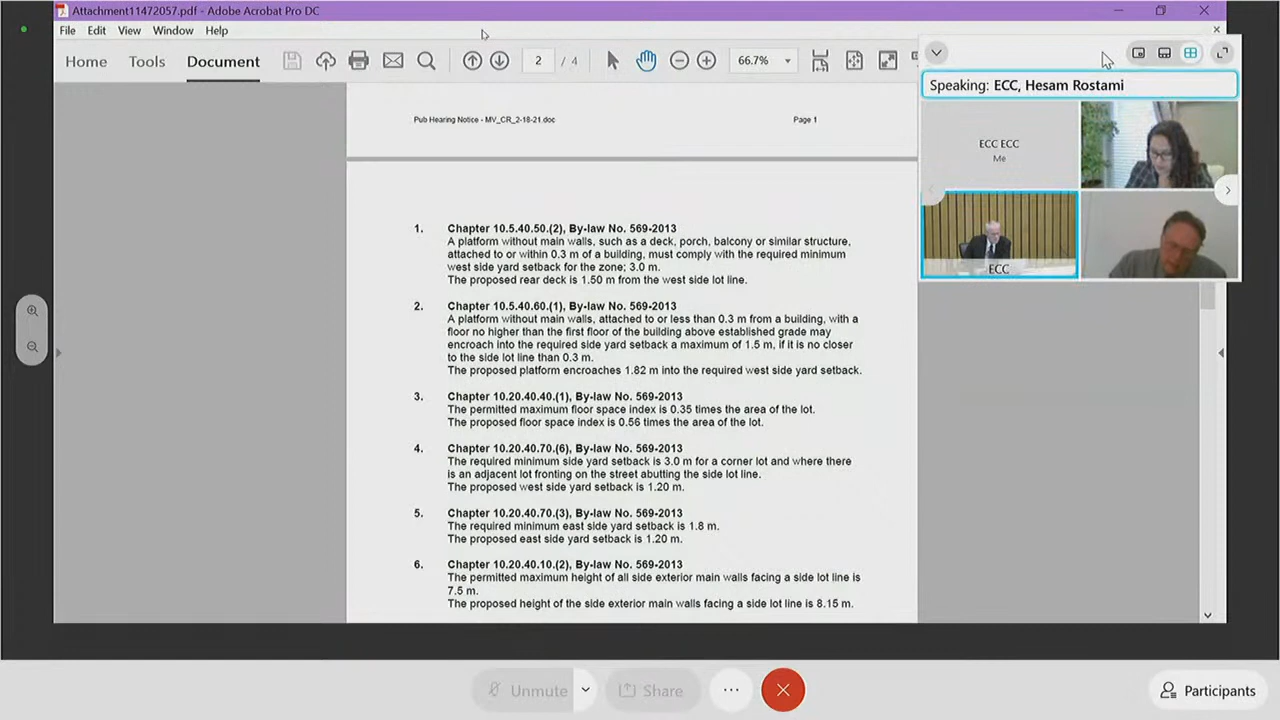 Attachment11472057.pdf - Adobe Acrobat Pro DC
File Edit View Window Help
Home Tools Document 2 / 4 66.7%
Speaking: ECC, Hesam Rostami
ECC ECC
Me
ECC
Pub Hearing Notice - MV_CR_2-18-21.doc Page 1
1. Chapter 10.5.40.50.(2), By-law No. 569-2013
A platform without main walls, such as a deck, porch, balcony or similar structure,
attached to or within 0.3 m of a building, must comply with the required minimum
west side yard setback for the zone; 3.0 m.
The proposed rear deck is 1.50 m from the west side lot line.
2. Chapter 10.5.40.60.(1), By-law No. 569-2013
A platform without main walls, attached to or less than 0.3 m from a building, with a
floor no higher than the first floor of the building above established grade may
encroach into the required side yard setback a maximum of 1.5 m, if it is no closer
to the side lot line than 0.3 m.
The proposed platform encroaches 1.82 m into the required west side yard setback.
3. Chapter 10.20.40.40.(1), By-law No. 569-2013
The permitted maximum floor space index is 0.35 times the area of the lot.
The proposed floor space index is 0.56 times the area of the lot.
4. Chapter 10.20.40.70.(6), By-law No. 569-2013
The required minimum side yard setback is 3.0 m for a corner lot and where there
is an adjacent lot fronting on the street abutting the side lot line.
The proposed west side yard setback is 1.20 m.
5. Chapter 10.20.40.70.(3), By-law No. 569-2013
The required minimum east side yard setback is 1.8 m.
The proposed east side yard setback is 1.20 m.
6. Chapter 10.20.40.10.(2), By-law No. 569-2013
The permitted maximum height of all side exterior main walls facing a side lot line is
7.5 m.
The proposed height of the side exterior main walls facing a side lot line is 8.15 m.
Unmute Share Participants